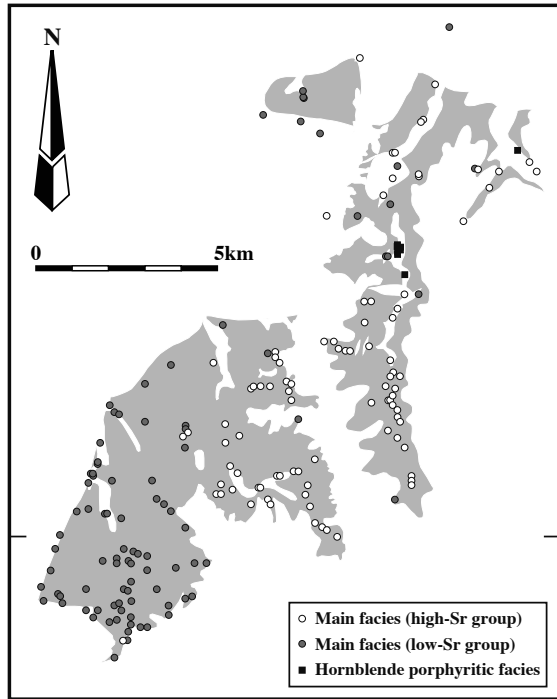 N
0 5km
Main facies (high-Sr group)
Main facies (low-Sr group)
Hornblende porphyritic facies